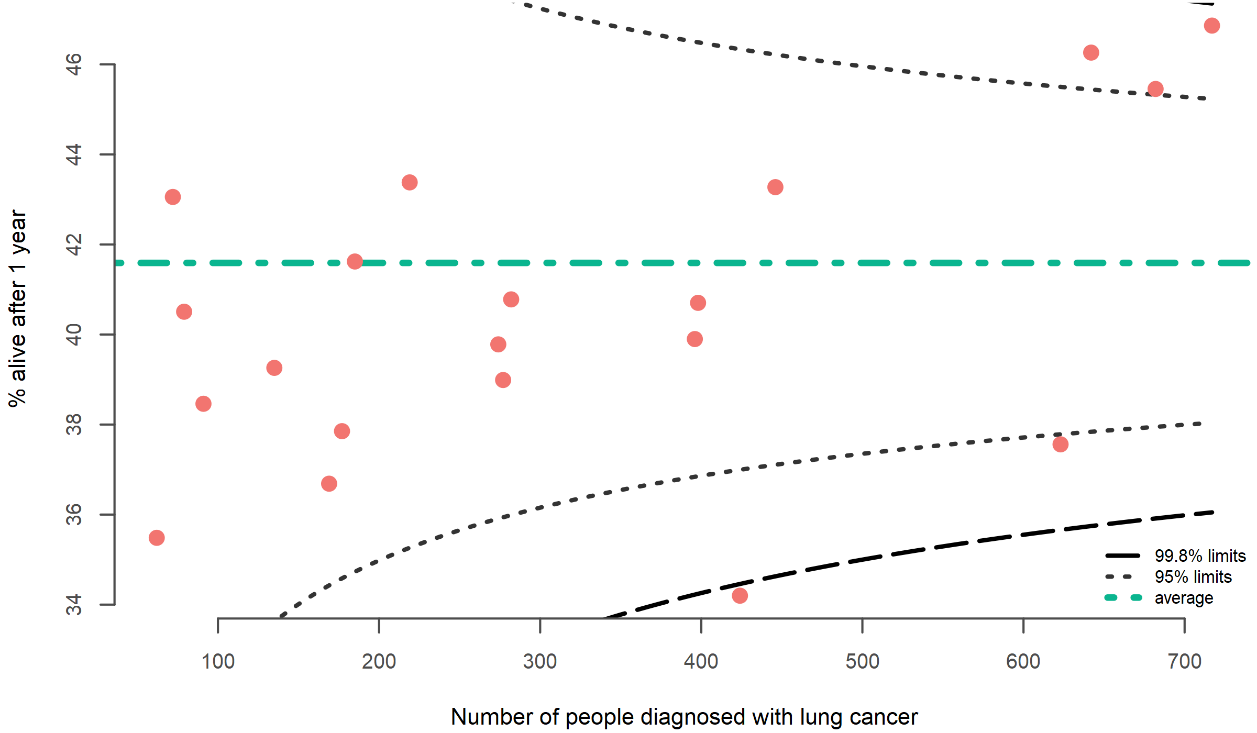 46
44
42
40
38
36
34
% alive after 1 year
99.8% limits
95% limits
average
100 200 300 400 500 600 700
Number of people diagnosed with lung cancer